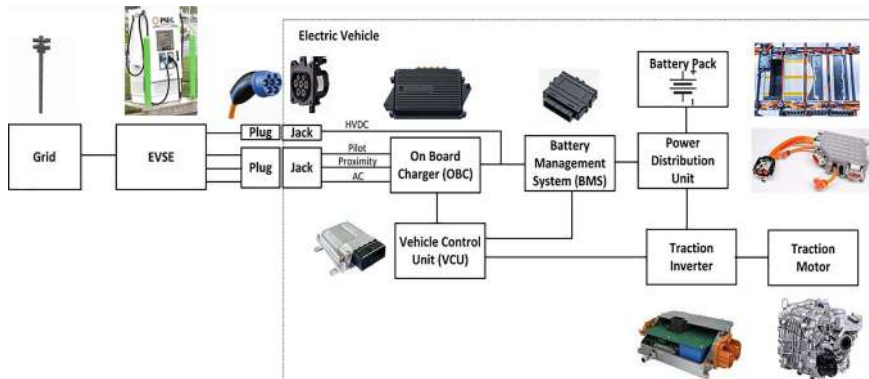 Electric Vehicle
Battery Pack
+
HVDC
Plug
Jack
Grid
EVSE
Plug
Jack
Pilot
Proximity
AC
On Board
Charger (OBC)
Battery
Management
System (BMS)
Power
Distribution
Unit
Vehicle Control
Unit (VCU)
Traction
Inverter
Traction
Motor